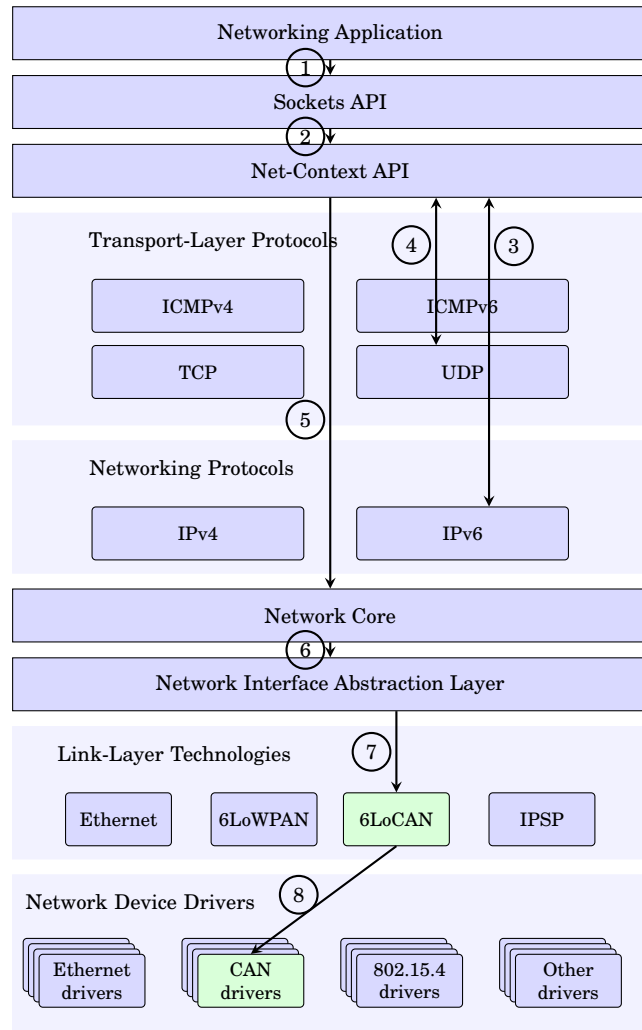 Networking Application
1
Sockets API
2
Net-Context API
Transport-Layer Protocols
4
3
ICMPv4
ICMPv6
TCP
UDP
5
Networking Protocols
IPv4
IPv6
Network Core
6
Network Interface Abstraction Layer
Link-Layer Technologies
7
Ethernet
6LoWPAN
6LoCAN
IPSP
Network Device Drivers
8
Ethernet
drivers
CAN
drivers
802.15.4
drivers
Other
drivers